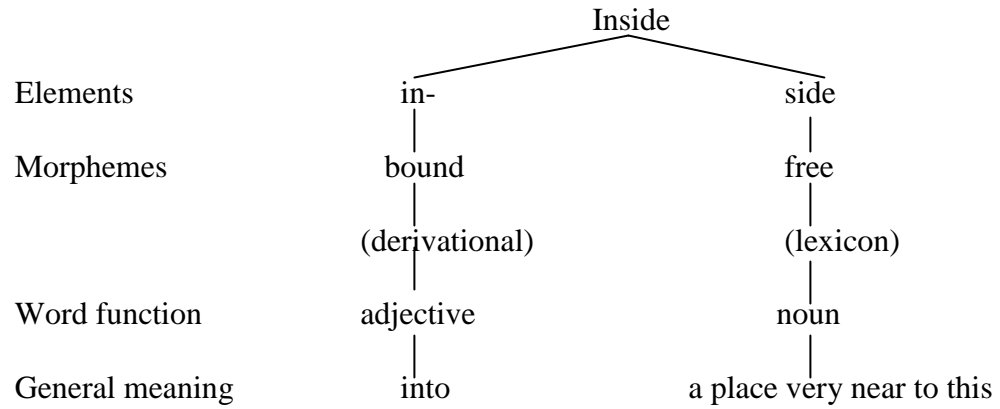 Inside
Elements in- side
Morphemes bound free
(derivational) (lexicon)
Word function adjective noun
General meaning into a place very near to this